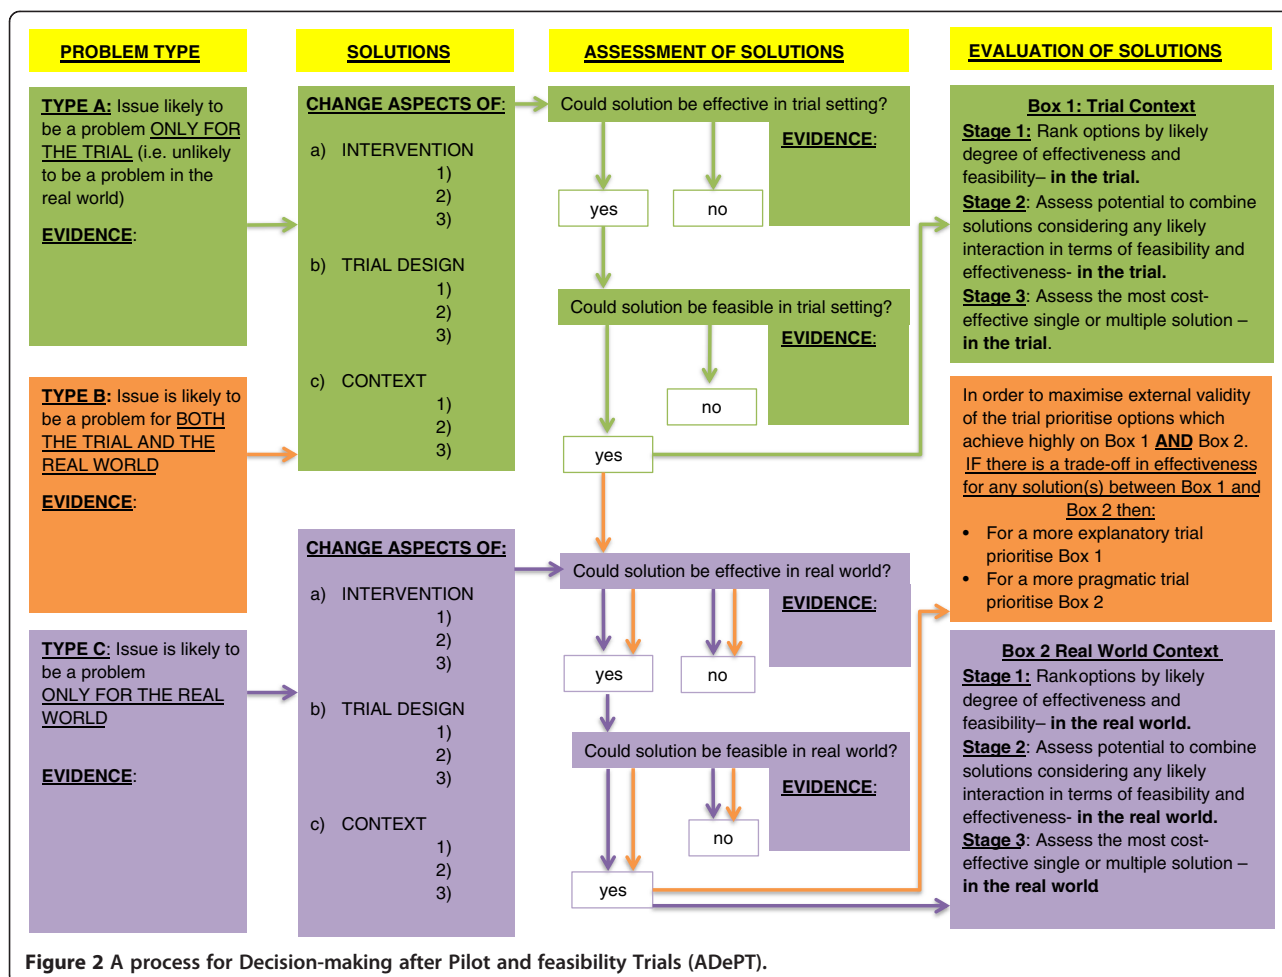 PROBLEM TYPE
SOLUTIONS
ASSESSMENT OF SOLUTIONS
EVALUATION OF SOLUTIONS
TYPE A: Issue likely to
be a problem ONLY FOR
THE TRIAL (i.e. unlikely
to be a problem in the
real world)
EVIDENCE:
TYPE B: Issue is likely to
be a problem for BOTH
THE TRIAL AND THE
REAL WORLD
EVIDENCE:
TYPE C: Issue is likely to
be a problem
ONLY FOR THE REAL
WORLD
EVIDENCE:
CHANGE ASPECTS OF:
a) INTERVENTION
1)
2)
3)
b) TRIAL DESIGN
1)
2)
3)
c) CONTEXT
1)
2)
3)
CHANGE ASPECTS OF:
a) INTERVENTION
1)
2)
3)
b) TRIAL DESIGN
1)
2)
3)
c) CONTEXT
1)
2)
3)
Could solution be effective in trial setting?
EVIDENCE:
yes
no
Could solution be feasible in trial setting?
EVIDENCE:
no
yes
Could solution be effective in real world?
EVIDENCE:
yes
no
Could solution be feasible in real world?
EVIDENCE:
no
yes
Box 1: Trial Context
Stage 1: Rank options by likely
degree of effectiveness and
feasibility– in the trial.
Stage 2: Assess potential to combine
solutions considering any likely
interaction in terms of feasibility and
effectiveness- in the trial.
Stage 3: Assess the most cost-
effective single or multiple solution –
in the trial.
In order to maximise external validity
of the trial prioritise options which
achieve highly on Box 1 AND Box 2.
IF there is a trade-off in effectiveness
for any solution(s) between Box 1 and
Box 2 then:
• For a more explanatory trial
prioritise Box 1
• For a more pragmatic trial
prioritise Box 2
Box 2 Real World Context
Stage 1: Rankoptions by likely
degree of effectiveness and
feasibility– in the real world.
Stage 2: Assess potential to combine
solutions considering any likely
interaction in terms of feasibility and
effectiveness- in the real world.
Stage 3: Assess the most cost-
effective single or multiple solution –
in the real world
Figure 2 A process for Decision-making after Pilot and feasibility Trials (ADePT).